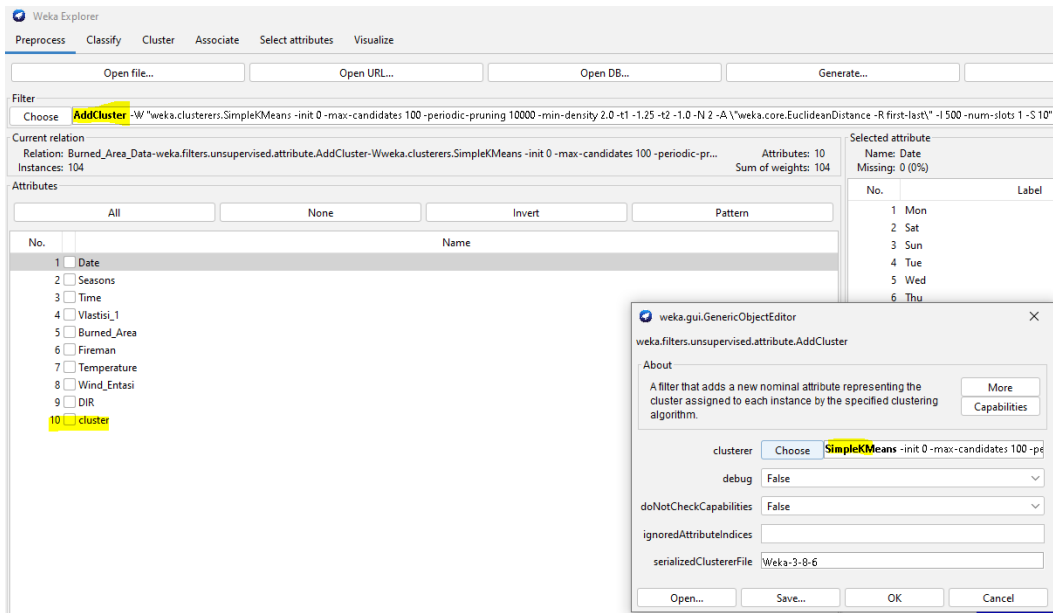 Weka Explorer
Preprocess Classify Cluster Associate Select attributes Visualize
Open file... Open URL... Open DB... Generate...
Filter
Choose AddCluster -W "weka.clusterers.SimpleKMeans -init 0 -max-candidates 100 -periodic-pruning 10000 -min-density 2.0 -t1 -1.25 -t2 -1.0 -N 2 -A \"weka.core.EuclideanDistance -R first-last\" -I 500 -num-slots 1 -S 10"
Current relation
Relation: Burned_Area_Data-weka.filters.unsupervised.attribute.AddCluster-Wweka.clusterers.SimpleKMeans -init 0 -max-candidates 100 -periodic-pr... Attributes: 10
Instances: 104 Sum of weights: 104
Selected attribute
Name: Date
Missing: 0 (0%)
Attributes
All None Invert Pattern
No. Name
1 Date
2 Seasons
3 Time
4 Vlastisi_1
5 Burned_Area
6 Fireman
7 Temperature
8 Wind_Entasi
9 DIR
10 cluster
No. Label
1 Mon
2 Sat
3 Sun
4 Tue
5 Wed
6 Thu
weka.gui.GenericObjectEditor
weka.filters.unsupervised.attribute.AddCluster
About
A filter that adds a new nominal attribute representing the
cluster assigned to each instance by the specified clustering
algorithm.
More
Capabilities
clusterer Choose SimpleKMeans -init 0 -max-candidates 100 -pe
debug False
doNotCheckCapabilities False
ignoredAttributeIndices
serializedClustererFile Weka-3-8-6
Open... Save... OK Cancel